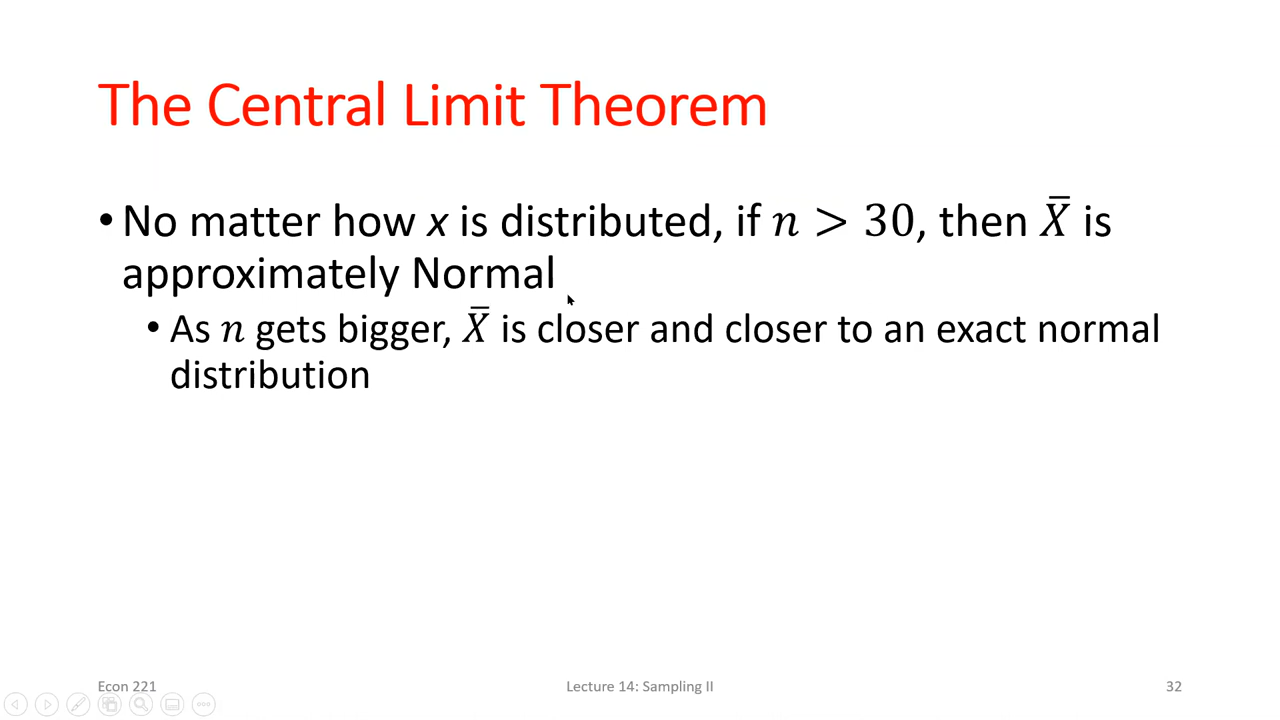 The Central Limit Theorem
• No matter how x is distributed, if n > 30, then X̄ is
approximately Normal
• As n gets bigger, X̄ is closer and closer to an exact normal
distribution
Econ 221
Lecture 14: Sampling II
32